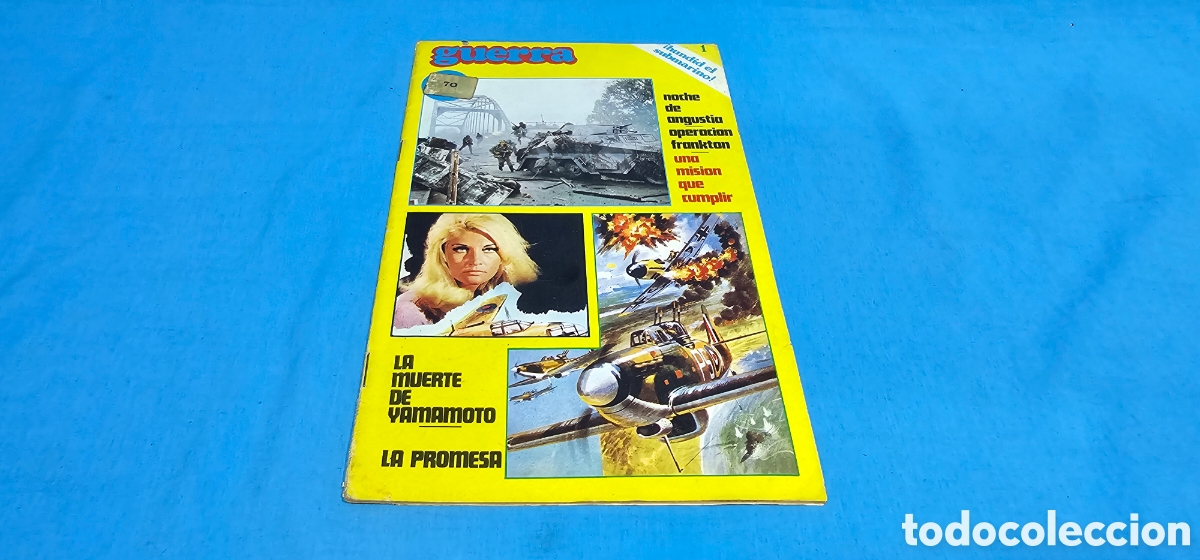 guerra
1
¡hundid el
submarino!
70
noche
de
angustia
operacion
frankton
una
mision
que
cumplir
LA
MUERTE
DE
YAMAMOTO
LA PROMESA
todocoleccion